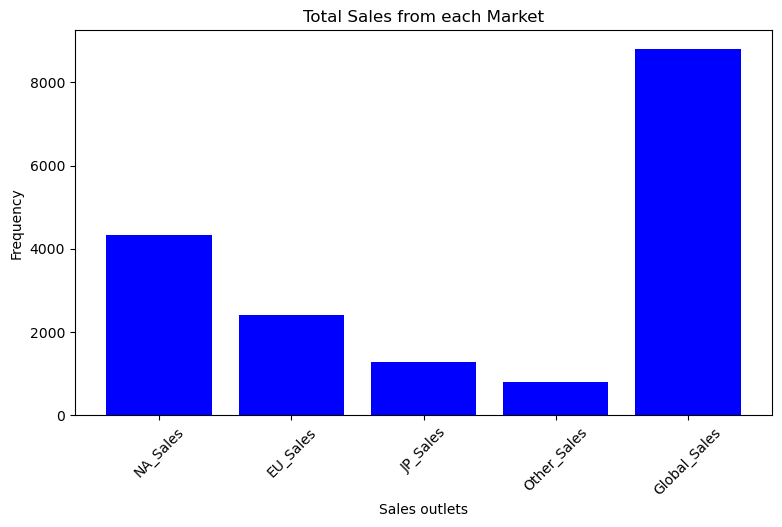 Total Sales from each Market
Frequency
8000
6000
4000
2000
0
NA_Sales
EU_Sales
JP_Sales
Other_Sales
Global_Sales
Sales outlets